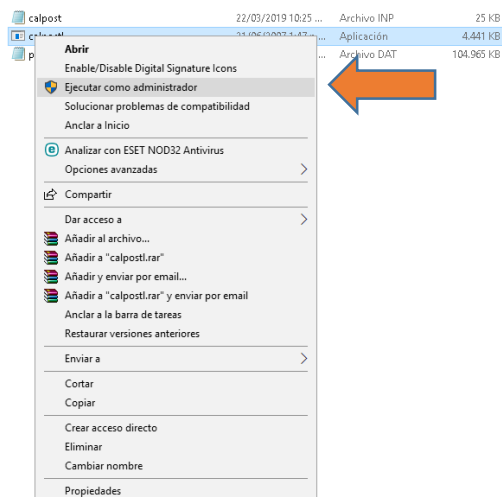 calpost 22/03/2019 10:25 ... Archivo INP 25 KB
Aplicación 4.441 KB
Archivo DAT 104.965 KB
Abrir
Enable/Disable Digital Signature Icons
Ejecutar como administrador
Solucionar problemas de compatibilidad
Anclar a Inicio
Analizar con ESET NOD32 Antivirus
Opciones avanzadas
Compartir
Dar acceso a
Añadir al archivo...
Añadir a "calpostl.rar"
Añadir y enviar por email...
Añadir a "calpostl.rar" y enviar por email
Anclar a la barra de tareas
Restaurar versiones anteriores
Enviar a
Cortar
Copiar
Crear acceso directo
Eliminar
Cambiar nombre
Propiedades